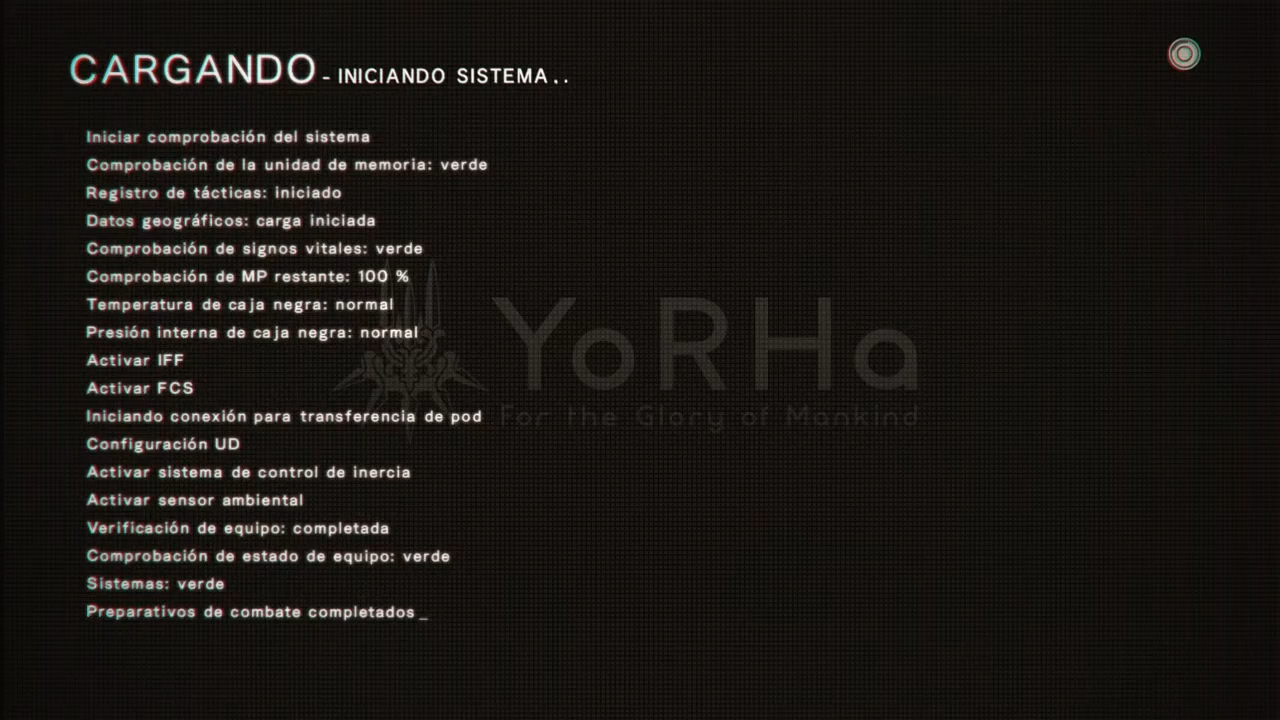 CARGANDO - INICIANDO SISTEMA..
Iniciar comprobación del sistema
Comprobación de la unidad de memoria: verde
Registro de tácticas: iniciado
Datos geográficos: carga iniciada
Comprobación de signos vitales: verde
Comprobación de MP restante: 100 %
Temperatura de caja negra: normal
Presión interna de caja negra: normal
Activar IFF
Activar FCS
Iniciando conexión para transferencia de pod
Configuración UD
Activar sistema de control de inercia
Activar sensor ambiental
Verificación de equipo: completada
Comprobación de estado de equipo: verde
Sistemas: verde
Preparativos de combate completados _
YoRHa
For the Glory of Mankind